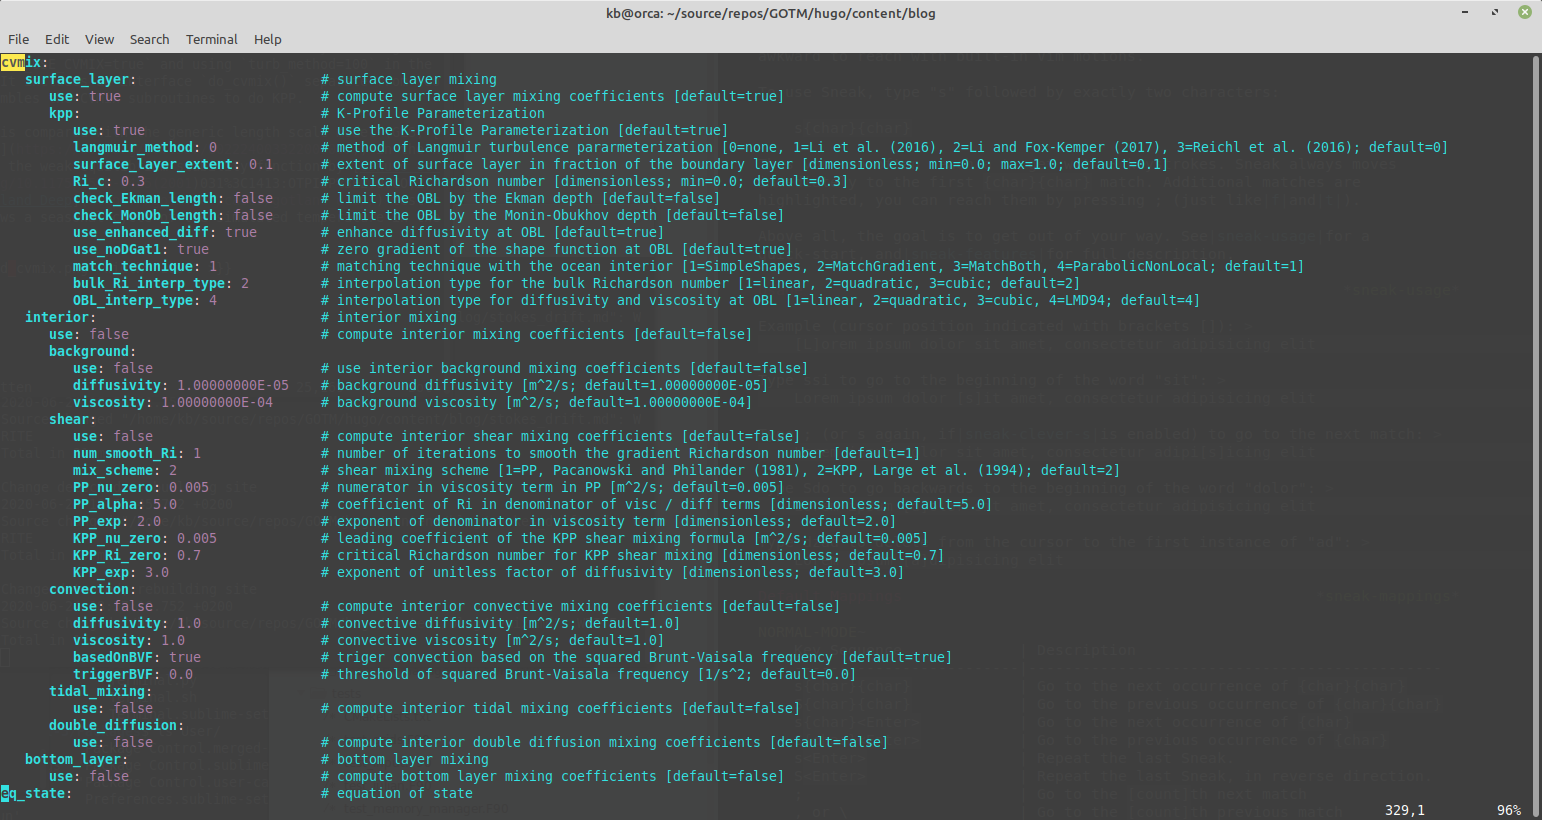 kb@orca: ~/source/repos/GOTM/hugo/content/blog
File Edit View Search Terminal Help
cvmix:
   surface_layer:                        # surface layer mixing
      use: true                          # compute surface layer mixing coefficients [default=true]
      kpp:                               # K-Profile Parameterization
         use: true                       # use the K-Profile Parameterization [default=true]
         langmuir_method: 0              # method of Langmuir turbulence pararmeterization [0=none, 1=Li et al. (2016), 2=Li and Fox-Kemper (2017), 3=Reichl et al. (2016); default=0]
         surface_layer_extent: 0.1       # extent of surface layer in fraction of the boundary layer [dimensionless; min=0.0; max=1.0; default=0.1]
         Ri_c: 0.3                       # critical Richardson number [dimensionless; min=0.0; default=0.3]
         check_Ekman_length: false       # limit the OBL by the Ekman depth [default=false]
         check_MonOb_length: false       # limit the OBL by the Monin-Obukhov depth [default=false]
         use_enhanced_diff: true         # enhance diffusivity at OBL [default=true]
         use_noDGat1: true               # zero gradient of the shape function at OBL [default=true]
         match_technique: 1              # matching technique with the ocean interior [1=SimpleShapes, 2=MatchGradient, 3=MatchBoth, 4=ParabolicNonLocal; default=1]
         bulk_Ri_interp_type: 2          # interpolation type for the bulk Richardson number [1=linear, 2=quadratic, 3=cubic; default=2]
         OBL_interp_type: 4              # interpolation type for diffusivity and viscosity at OBL [1=linear, 2=quadratic, 3=cubic, 4=LMD94; default=4]
   interior:                             # interior mixing
      use: false                         # compute interior mixing coefficients [default=false]
      background:
         use: false                      # use interior background mixing coefficients [default=false]
         diffusivity: 1.00000000E-05     # background diffusivity [m^2/s; default=1.00000000E-05]
         viscosity: 1.00000000E-04       # background viscosity [m^2/s; default=1.00000000E-04]
      shear:
         use: false                      # compute interior shear mixing coefficients [default=false]
         num_smooth_Ri: 1                # number of iterations to smooth the gradient Richardson number [default=1]
         mix_scheme: 2                   # shear mixing scheme [1=PP, Pacanowski and Philander (1981), 2=KPP, Large et al. (1994); default=2]
         PP_nu_zero: 0.005               # numerator in viscosity term in PP [m^2/s; default=0.005]
         PP_alpha: 5.0                   # coefficient of Ri in denominator of visc / diff terms [dimensionless; default=5.0]
         PP_exp: 2.0                     # exponent of denominator in viscosity term [dimensionless; default=2.0]
         KPP_nu_zero: 0.005              # leading coefficient of the KPP shear mixing formula [m^2/s; default=0.005]
         KPP_Ri_zero: 0.7                # critical Richardson number for KPP shear mixing [dimensionless; default=0.7]
         KPP_exp: 3.0                    # exponent of unitless factor of diffusivity [dimensionless; default=3.0]
      convection:
         use: false                      # compute interior convective mixing coefficients [default=false]
         diffusivity: 1.0                # convective diffusivity [m^2/s; default=1.0]
         viscosity: 1.0                  # convective viscosity [m^2/s; default=1.0]
         basedOnBVF: true                # triger convection based on the squared Brunt-Vaisala frequency [default=true]
         triggerBVF: 0.0                 # threshold of squared Brunt-Vaisala frequency [1/s^2; default=0.0]
      tidal_mixing:
         use: false                      # compute interior tidal mixing coefficients [default=false]
      double_diffusion:
         use: false                      # compute interior double diffusion mixing coefficients [default=false]
   bottom_layer:                         # bottom layer mixing
      use: false                         # compute bottom layer mixing coefficients [default=false]
eq_state:                                # equation of state
329,1 96%